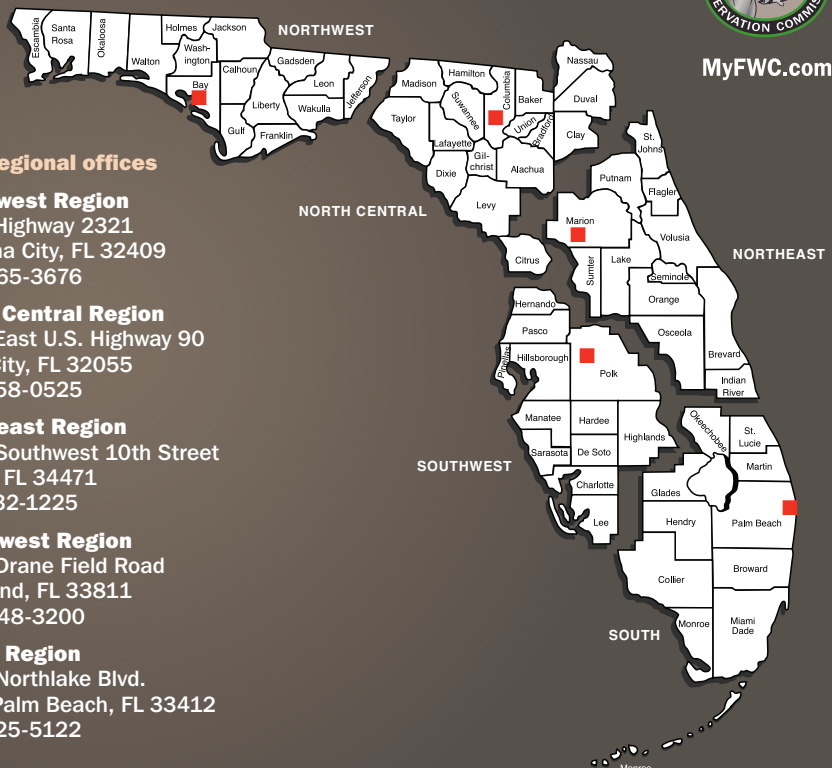 ERVATION COMMIS
MyFWC.com
NORTHWEST
Escambia
Santa
Rosa
Okaloosa
Walton
Holmes
Jackson
Wash-
ington
Bay
Calhoun
Gulf
Gadsden
Liberty
Franklin
Leon
Wakulla
Jefferson
NORTH CENTRAL
Madison
Taylor
Hamilton
Suwannee
Lafayette
Dixie
Columbia
Gil-
christ
Levy
Baker
Union
Bradford
Alachua
Citrus
Nassau
Duval
Clay
St.
Johns
Putnam
Flagler
Marion
Volusia
NORTHEAST
Sumter
Lake
Seminole
Orange
Osceola
Brevard
Indian
River
Hernando
Pasco
Pinellas
Hillsborough
Polk
Manatee
Hardee
Highlands
Sarasota
De Soto
SOUTHWEST
Charlotte
Lee
Okeechobee
St.
Lucie
Martin
Glades
Hendry
Palm Beach
Collier
Broward
SOUTH
Monroe
Miami
Dade
Monroe
egional offices
west Region
Highway 2321
na City, FL 32409
65-3676
Central Region
East U.S. Highway 90
City, FL 32055
58-0525
east Region
Southwest 10th Street
FL 34471
32-1225
west Region
Drane Field Road
nd, FL 33811
48-3200
Region
Northlake Blvd.
Palm Beach, FL 33412
25-5122